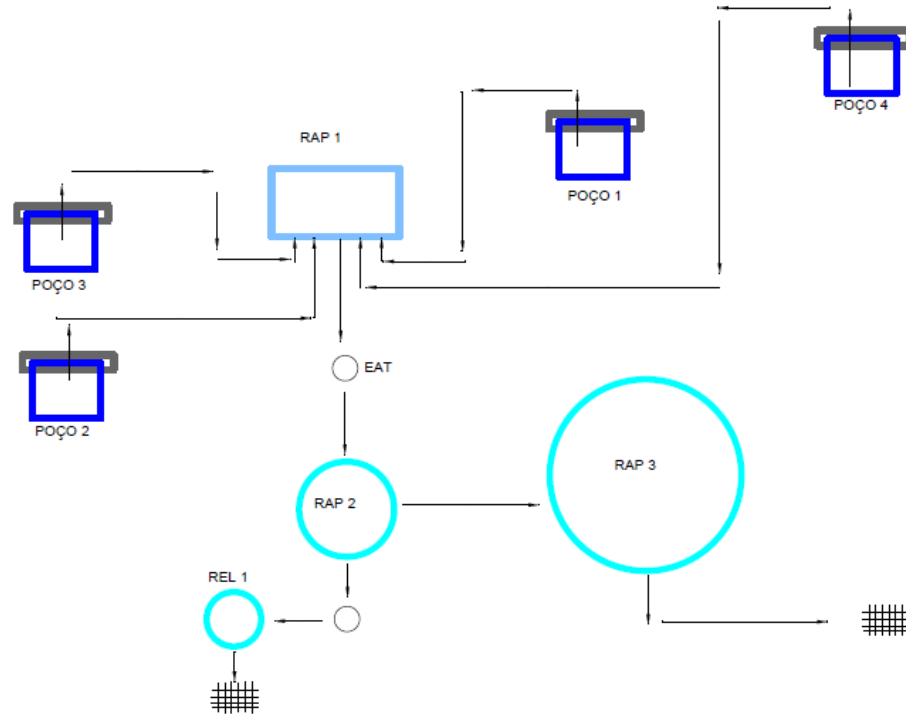 POÇO 4
RAP 1
POÇO 1
POÇO 3
EAT
POÇO 2
RAP 3
RAP 2
REL 1